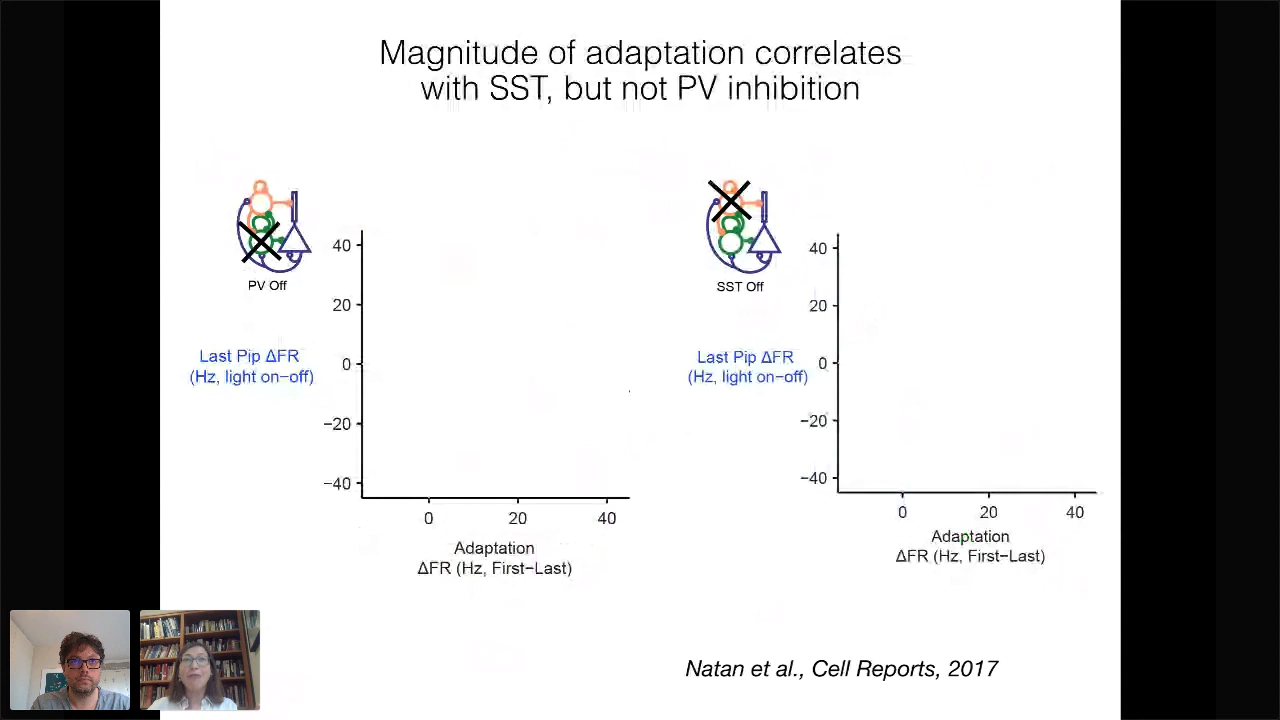 Magnitude of adaptation correlates
with SST, but not PV inhibition
PV Off
Last Pip ΔFR
(Hz, light on−off)
40
20
0
−20
−40
0 20 40
Adaptation
ΔFR (Hz, First−Last)
SST Off
Last Pip ΔFR
(Hz, light on−off)
40
20
0
−20
−40
0 20 40
Adaptation
ΔFR (Hz, First−Last)
Natan et al., Cell Reports, 2017